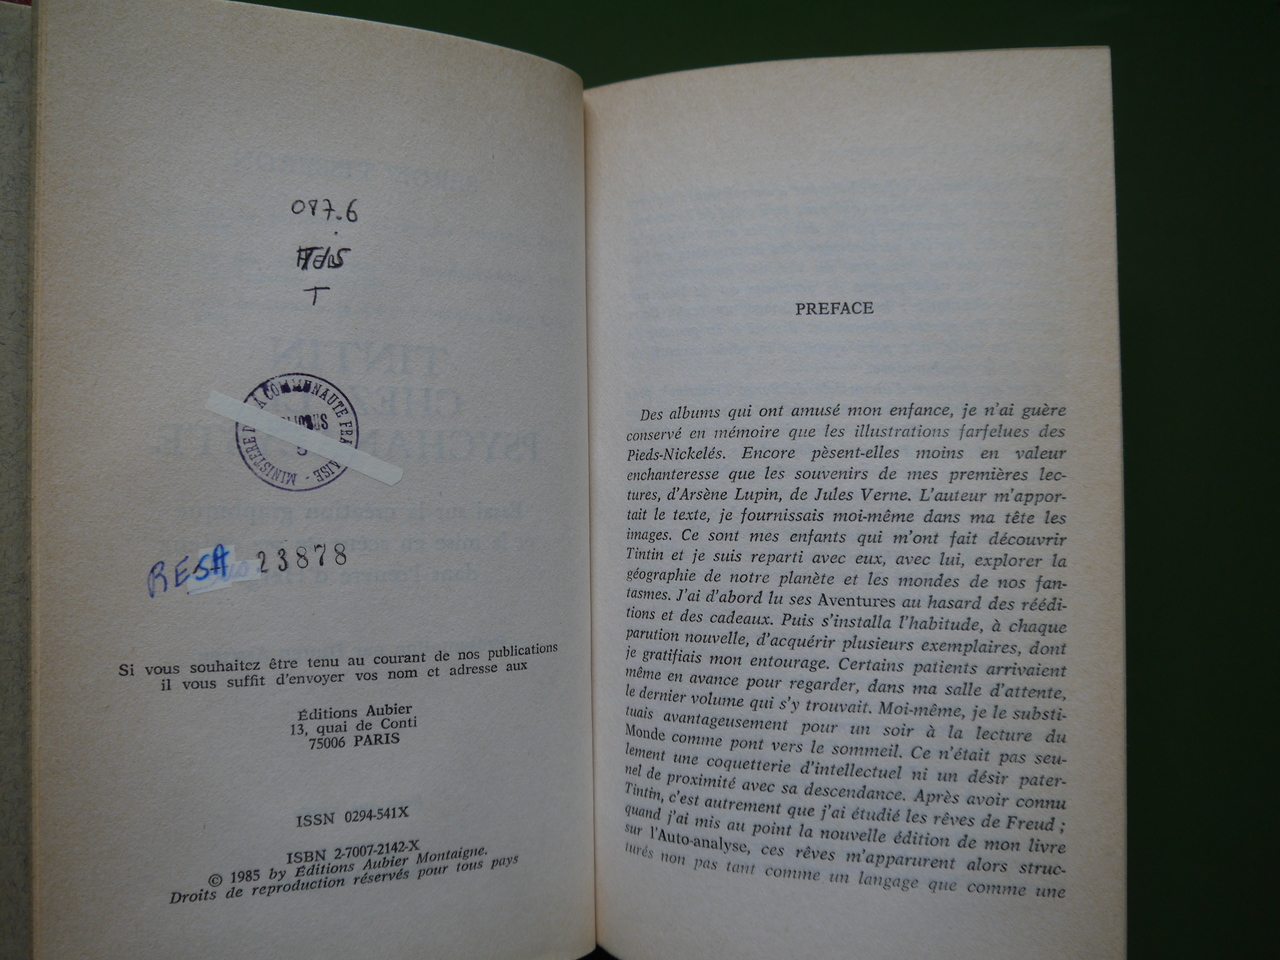 087.6
T
MINISTERE DE LA COMMUNAUTE FRANÇAISE -
RESA 23878
Si vous souhaitez être tenu au courant de nos publications
il vous suffit d'envoyer vos nom et adresse aux
Éditions Aubier
13, quai de Conti
75006 PARIS
ISSN 0294-541X
ISBN 2-7007-2142-X
© 1985 by Éditions Aubier Montaigne.
Droits de reproduction réservés pour tous pays
PREFACE
Des albums qui ont amusé mon enfance, je n'ai guère
conservé en mémoire que les illustrations farfelues des
Pieds-Nickelés. Encore pèsent-elles moins en valeur
enchanteresse que les souvenirs de mes premières lec-
tures, d'Arsène Lupin, de Jules Verne. L'auteur m'appor-
tait le texte, je fournissais moi-même dans ma tête les
images. Ce sont mes enfants qui m'ont fait découvrir
Tintin et je suis reparti avec eux, avec lui, explorer la
géographie de notre planète et les mondes de nos fan-
tasmes. J'ai d'abord lu ses Aventures au hasard des réédi-
tions et des cadeaux. Puis s'installa l'habitude, à chaque
parution nouvelle, d'acquérir plusieurs exemplaires, dont
je gratifiais mon entourage. Certains patients arrivaient
même en avance pour regarder, dans ma salle d'attente,
le dernier volume qui s'y trouvait. Moi-même, je le substi-
tuais avantageusement pour un soir à la lecture du
Monde comme pont vers le sommeil. Ce n'était pas seu-
lement une coquetterie d'intellectuel ni un désir pater-
nel de proximité avec sa descendance. Après avoir connu
Tintin, c'est autrement que j'ai étudié les rêves de Freud ;
quand j'ai mis au point la nouvelle édition de mon livre
sur l'Auto-analyse, ces rêves m'apparurent alors struc-
turés non pas tant comme un langage que comme une